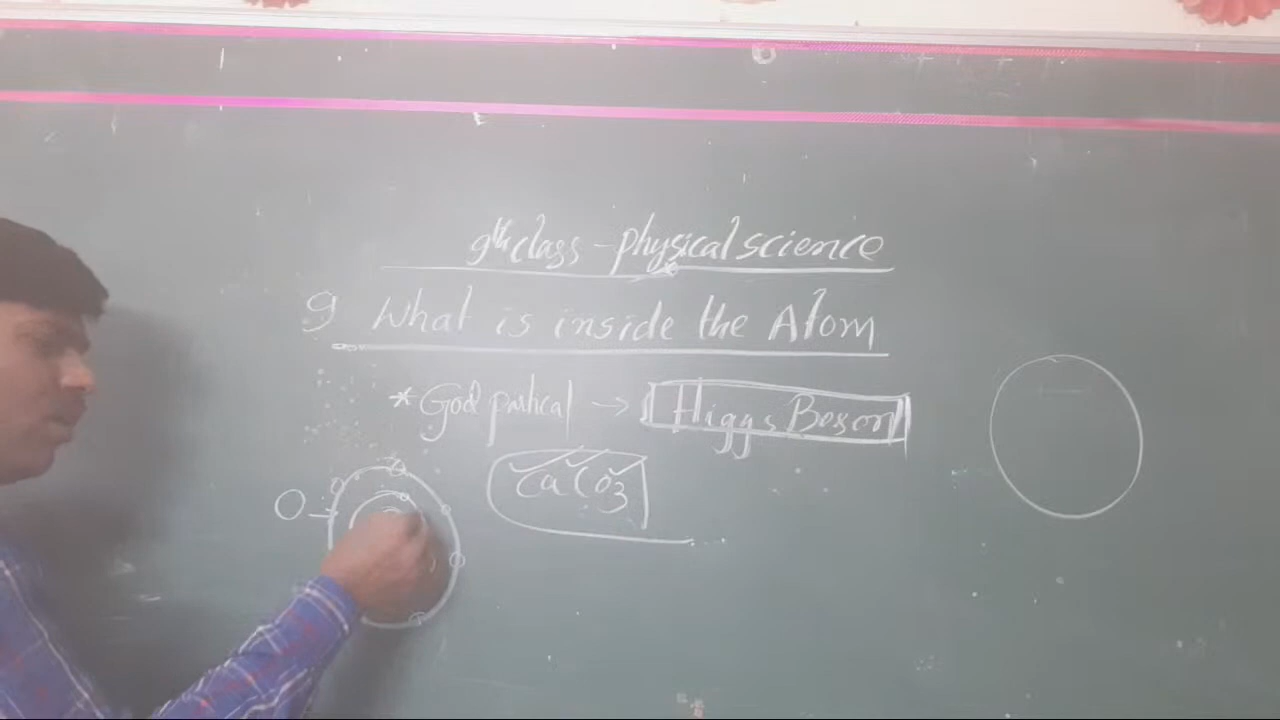 9th class - physical science
9 What is inside the Atom
* God partical → Higgs Boson
CaCO3
O -